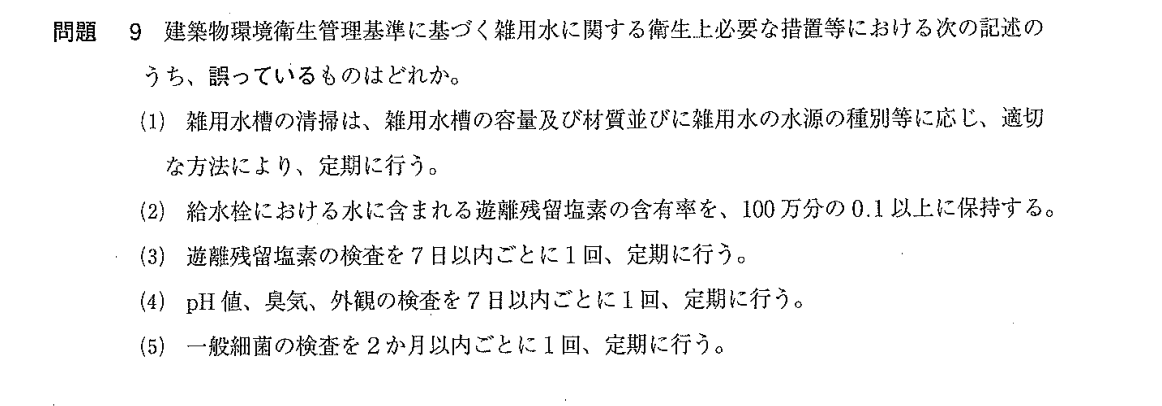 問題 9 建築物環境衛生管理基準に基づく雑用水に関する衛生上必要な措置等における次の記述の
うち、誤っているものはどれか。
(1) 雑用水槽の清掃は、雑用水槽の容量及び材質並びに雑用水の水源の種別等に応じ、適切
な方法により、定期に行う。
(2) 給水栓における水に含まれる遊離残留塩素の含有率を、100万分の0.1以上に保持する。
(3) 遊離残留塩素の検査を7日以内ごとに1回、定期に行う。
(4) pH値、臭気、外観の検査を7日以内ごとに1回、定期に行う。
(5) 一般細菌の検査を2か月以内ごとに1回、定期に行う。